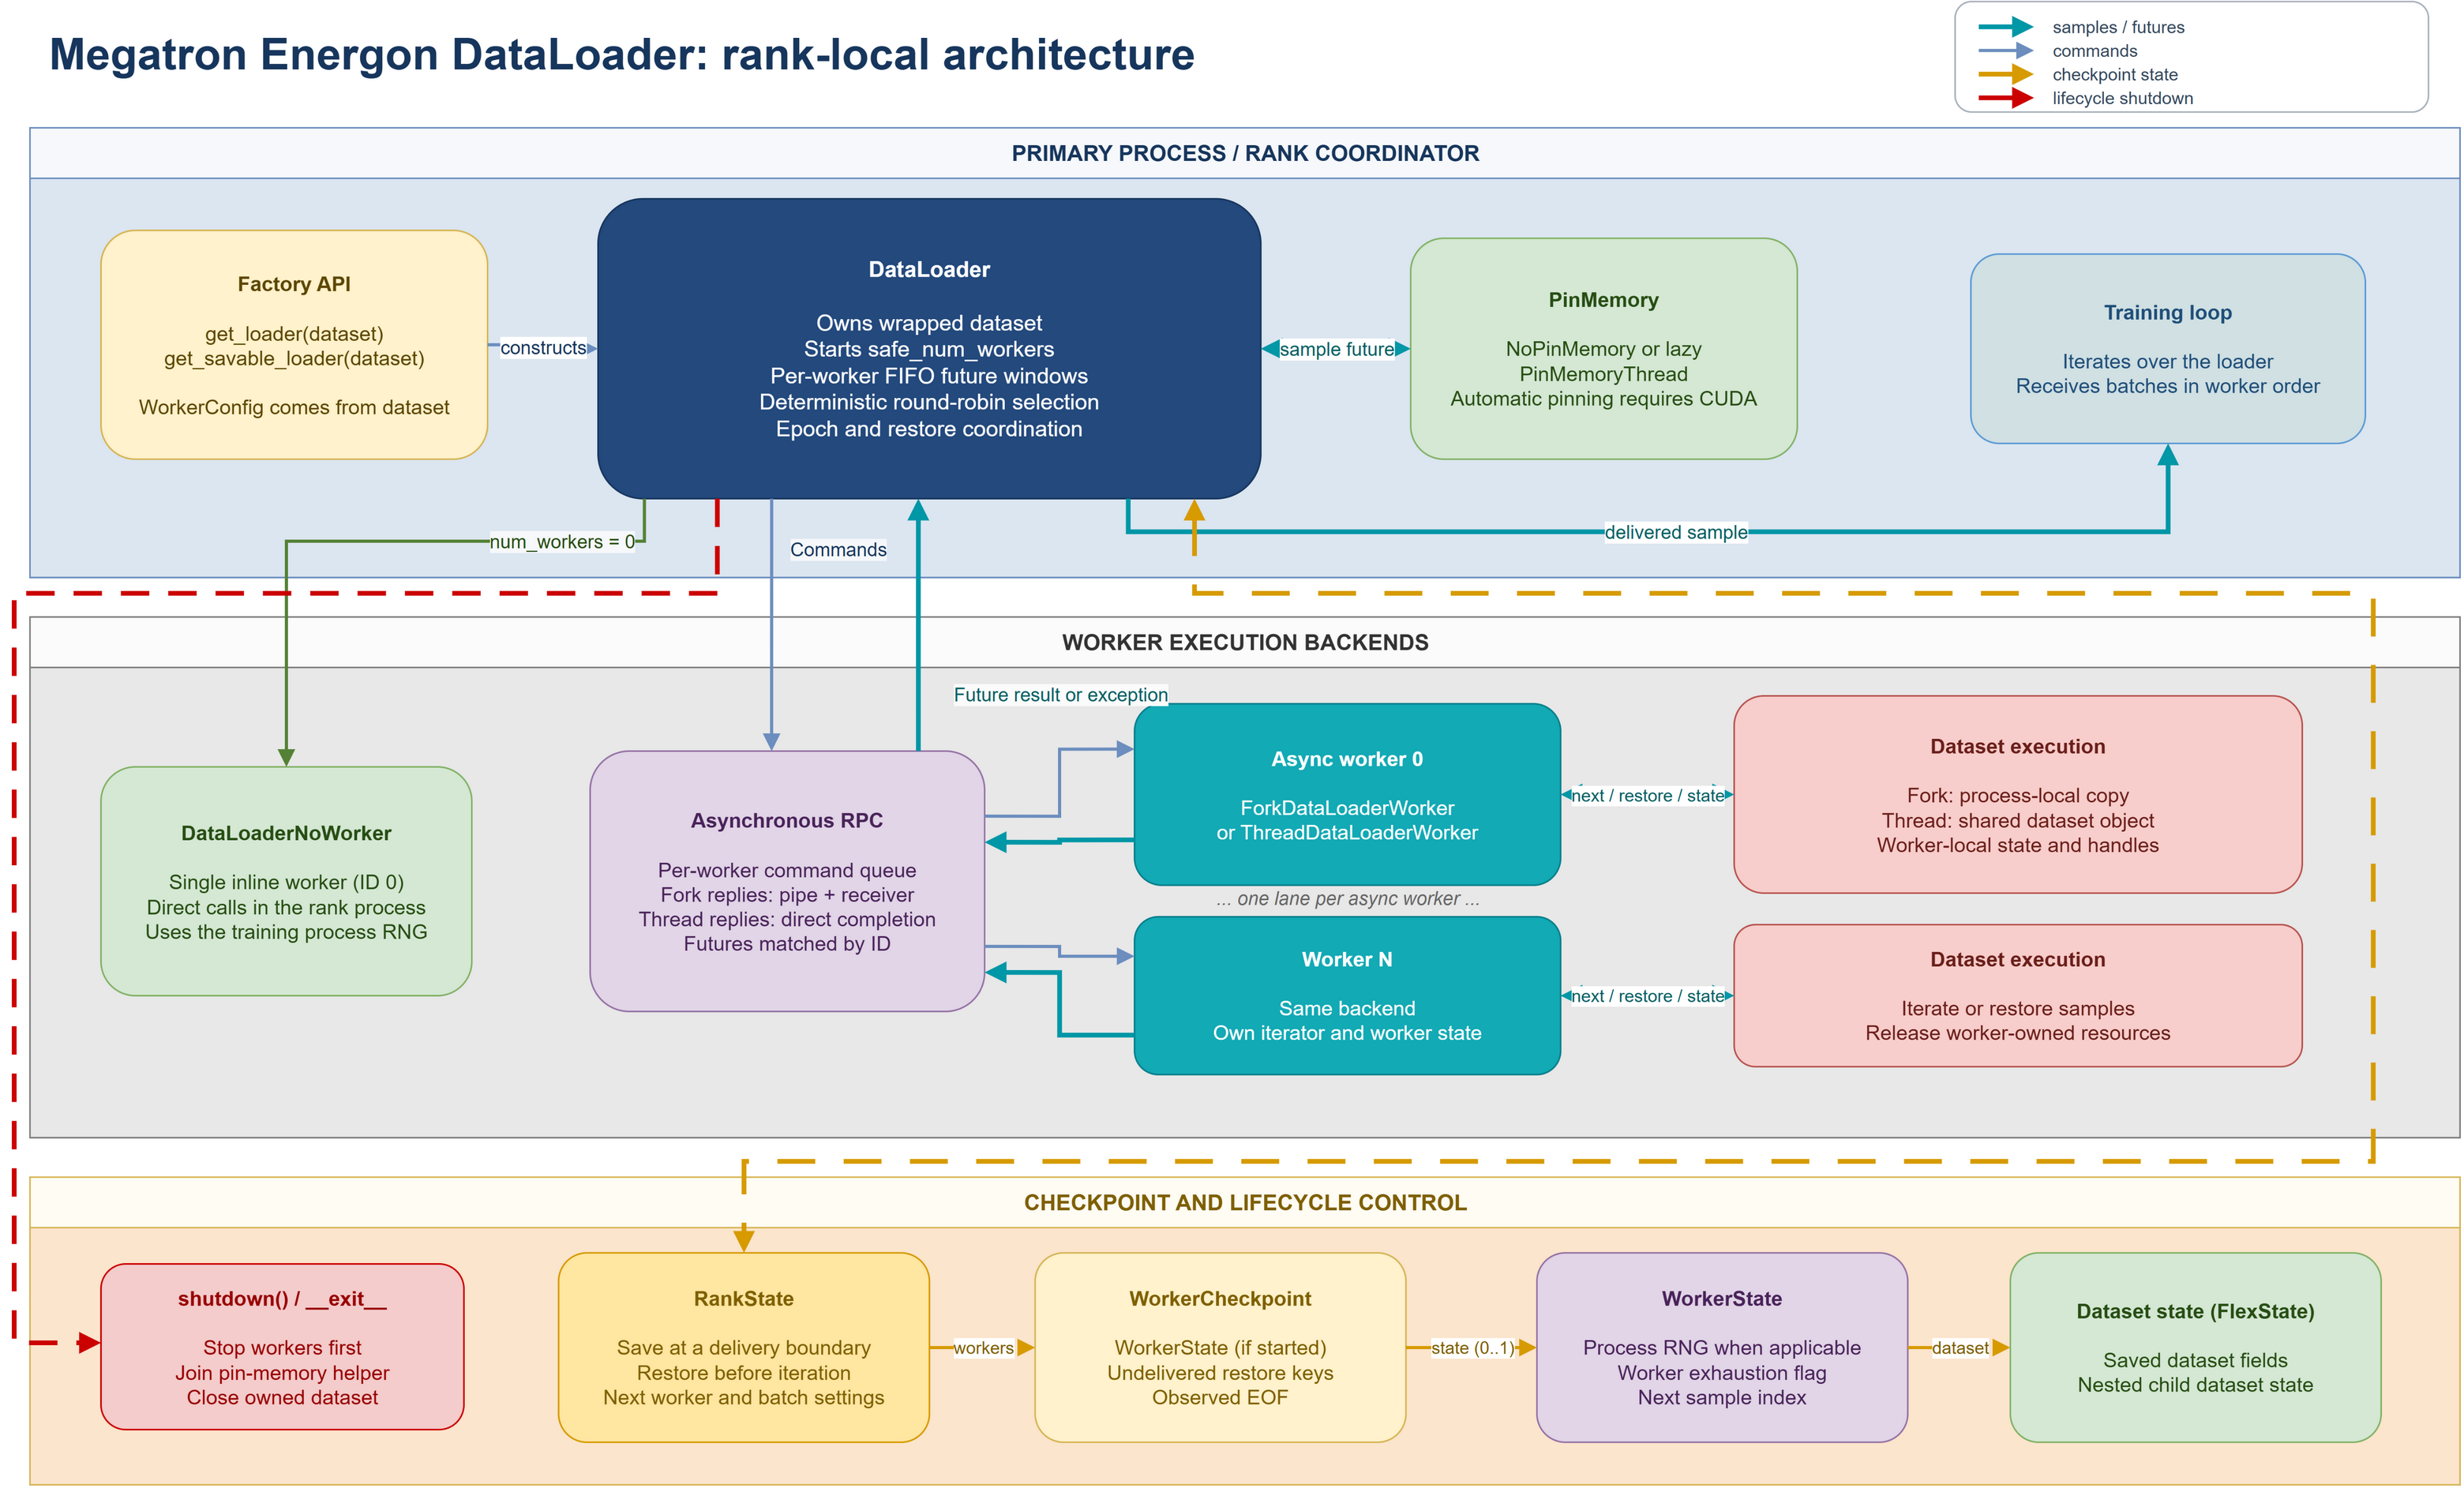 Megatron Energon DataLoader: rank-local architecture
samples / futures
commands
checkpoint state
lifecycle shutdown
PRIMARY PROCESS / RANK COORDINATOR
Factory API
get_loader(dataset)
get_savable_loader(dataset)
WorkerConfig comes from dataset
constructs
DataLoader
Owns wrapped dataset
Starts safe_num_workers
Per-worker FIFO future windows
Deterministic round-robin selection
Epoch and restore coordination
sample future
PinMemory
NoPinMemory or lazy
PinMemoryThread
Automatic pinning requires CUDA
Training loop
Iterates over the loader
Receives batches in worker order
num_workers = 0
Commands
delivered sample
WORKER EXECUTION BACKENDS
Future result or exception
DataLoaderNoWorker
Single inline worker (ID 0)
Direct calls in the rank process
Uses the training process RNG
Asynchronous RPC
Per-worker command queue
Fork replies: pipe + receiver
Thread replies: direct completion
Futures matched by ID
Async worker 0
ForkDataLoaderWorker
or ThreadDataLoaderWorker
next / restore / state
Dataset execution
Fork: process-local copy
Thread: shared dataset object
Worker-local state and handles
... one lane per async worker ...
Worker N
Same backend
Own iterator and worker state
next / restore / state
Dataset execution
Iterate or restore samples
Release worker-owned resources
CHECKPOINT AND LIFECYCLE CONTROL
shutdown() / __exit__
Stop workers first
Join pin-memory helper
Close owned dataset
RankState
Save at a delivery boundary
Restore before iteration
Next worker and batch settings
workers
WorkerCheckpoint
WorkerState (if started)
Undelivered restore keys
Observed EOF
state (0..1)
WorkerState
Process RNG when applicable
Worker exhaustion flag
Next sample index
dataset
Dataset state (FlexState)
Saved dataset fields
Nested child dataset state